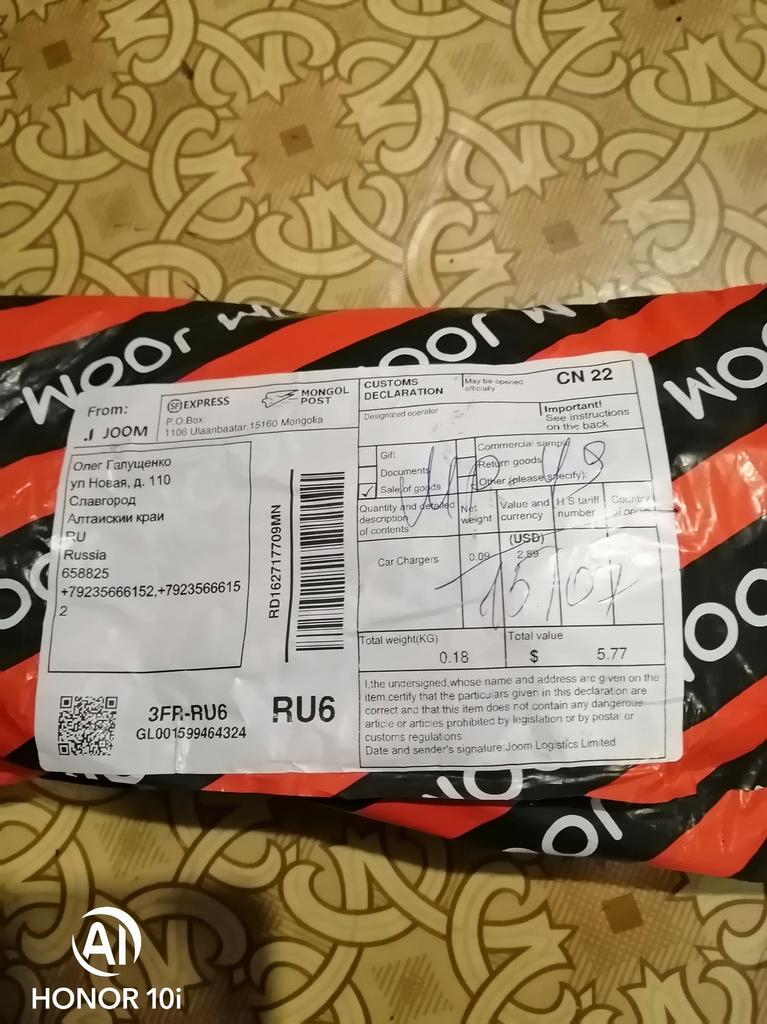 JOOM
JOOM
JOOM
From:
JOOM
SF EXPRESS
MONGOL
POST
P.O.Box:
1106 Ulaanbaatar.15160 Mongolia
CUSTOMS
DECLARATION
May be opened
officially
CN 22
Designated operator
Important!
See instructions
on the back
Gift
Documents
✓ Sale of goods
Commercial sample
Return goods
Other (please specify):
Quantity and detailed
description
of contents
Net
weight
Value and
currency
(USD)
H S tariff
number
Country
of origin
Car Chargers
0.09
2.89
15/07
Total weight(KG)
0.18
Total value
$ 5.77
I,the undersigned,whose name and address are given on the
item,certify that the particulars given in this declaration are
correct and that this item does not contain any dangerous
article or articles prohibited by legislation or by postal or
customs regulations
Date and sender's signature:Joom Logistics Limited
Олег Галущенко
ул Новая, д. 110
Славгород
Алтаискии краи
RU
Russia
658825
+79235666152,+7923566615
2
RD162717709MN
3FR-RU6
GL001599464324
RU6
AI
HONOR 10i